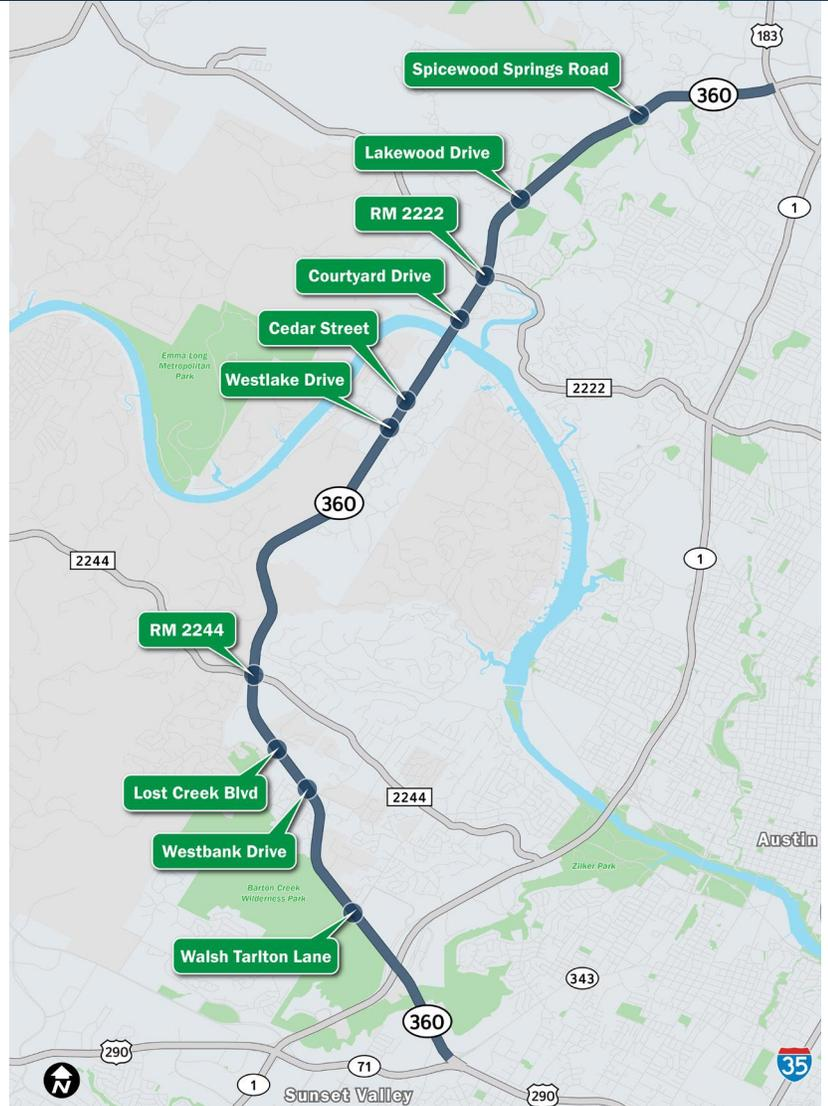 183
Spicewood Springs Road
360
Lakewood Drive
1
RM 2222
Courtyard Drive
Cedar Street
Emma Long
Metropolitan
Park
Westlake Drive
2222
360
2244
1
RM 2244
Lost Creek Blvd
2244
Westbank Drive
Austin
Zilker Park
Barton Creek
Wilderness Park
Walsh Tarlton Lane
343
360
290
71
35
N
1
Sunset Valley
290